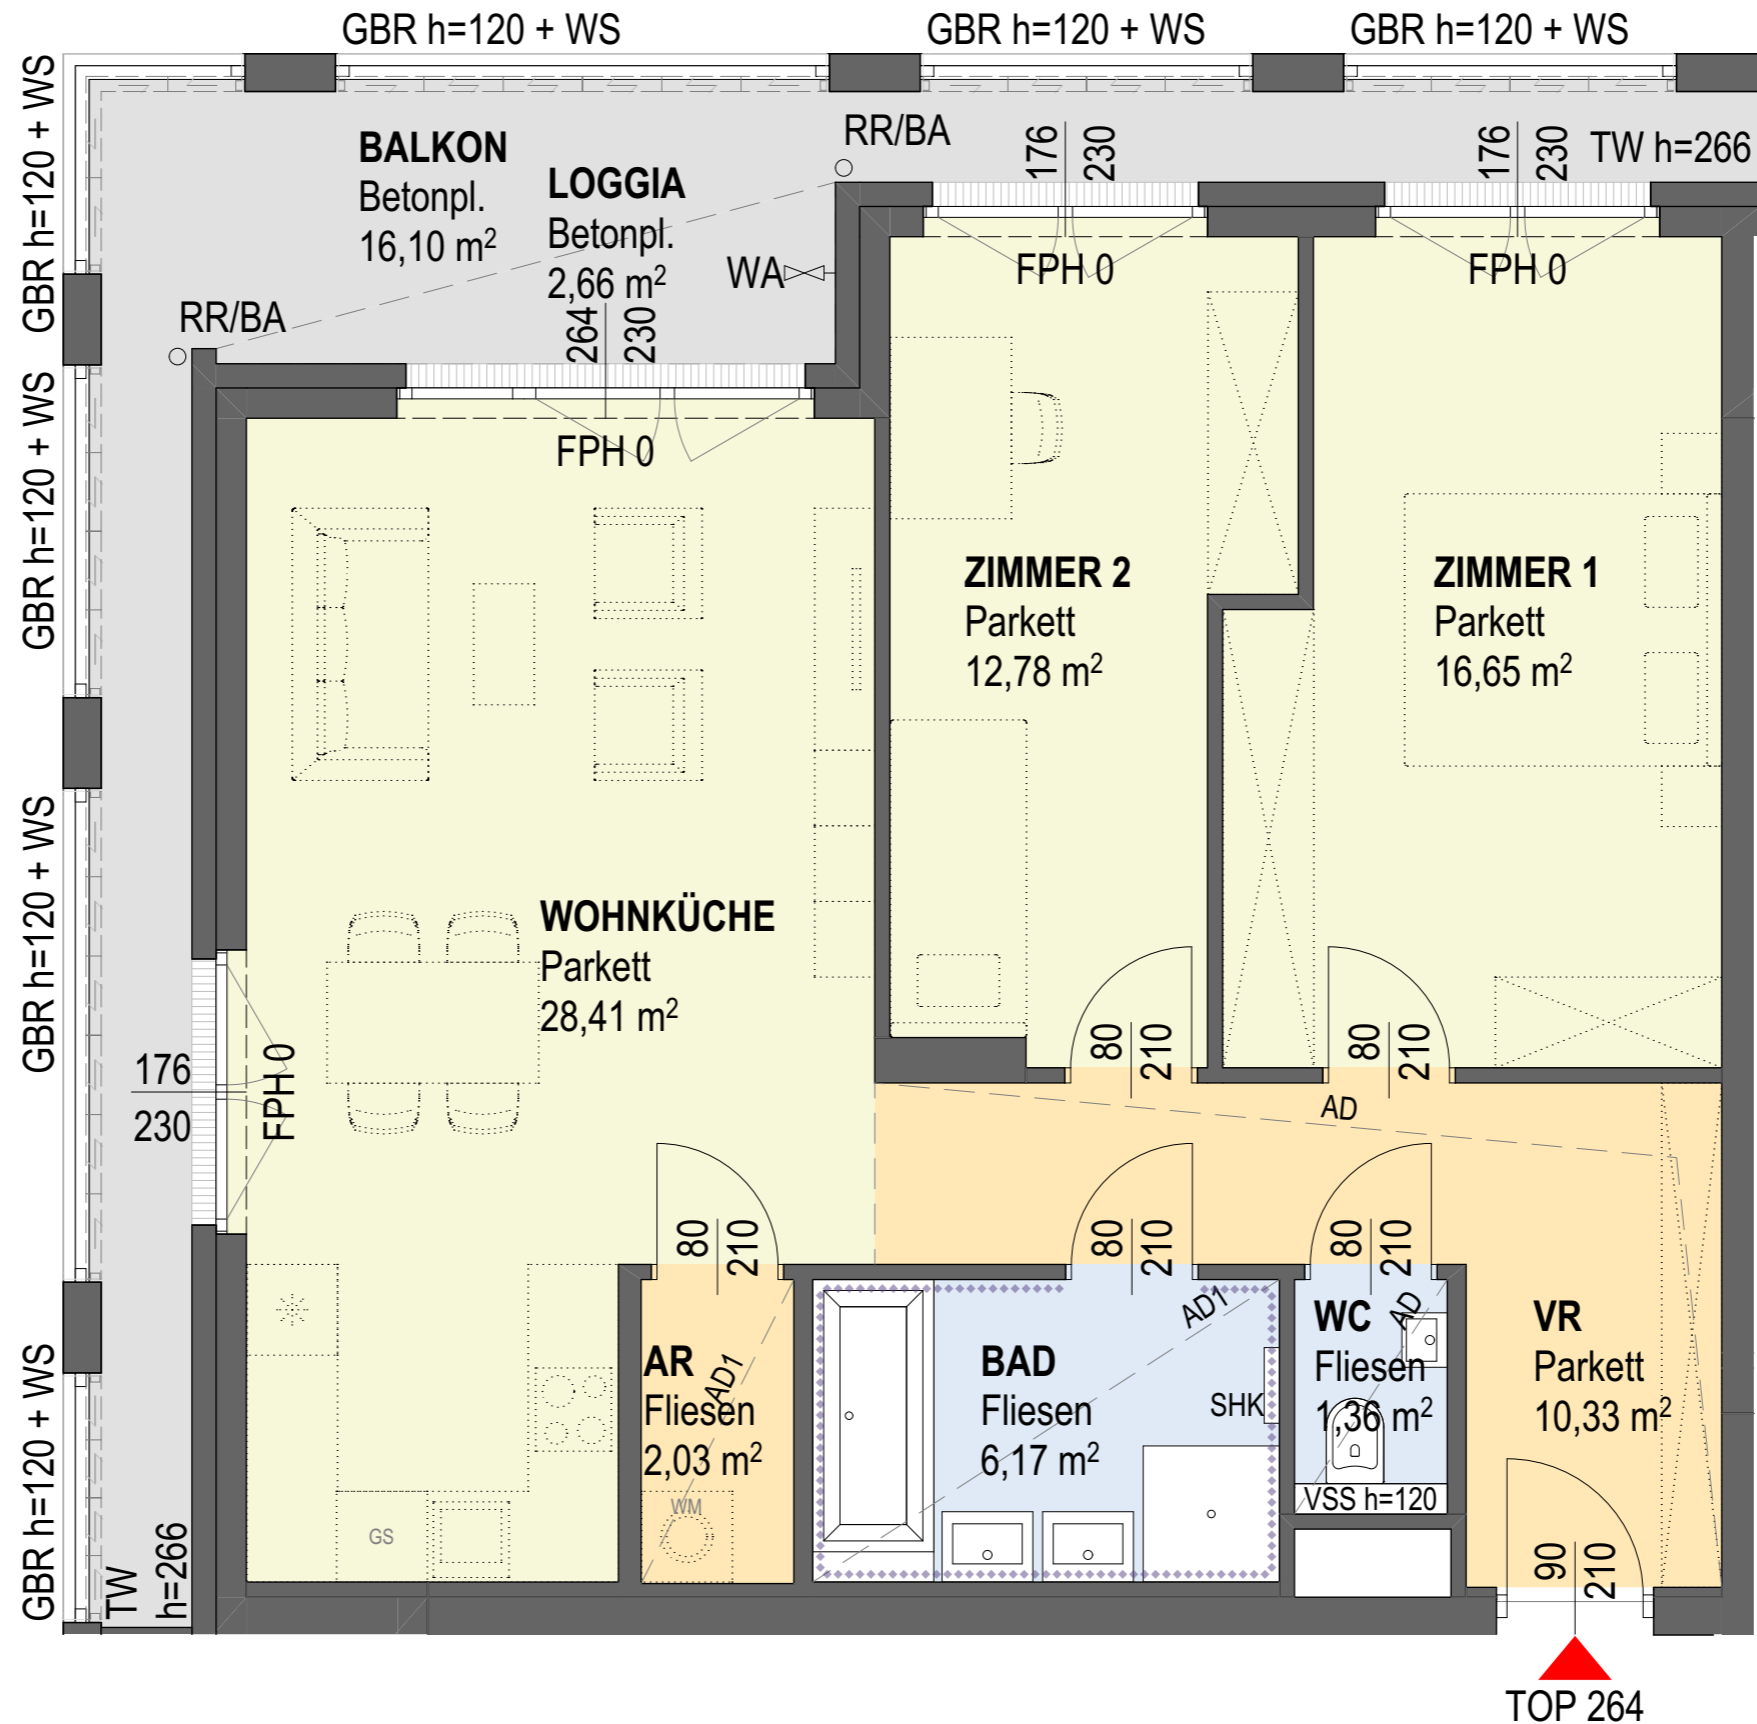 GBR h=120 + WS
GBR h=120 + WS
GBR h=120 + WS
GBR h=120 + WS
GBR h=120 + WS
GBR h=120 + WS
GBR h=120 + WS
BALKON
Betonpl.
16,10 m²
LOGGIA
Betonpl.
2,66 m²
RR/BA
RR/BA
WA
264
230
176
230
176
230
TW h=266
FPH 0
FPH 0
FPH 0
ZIMMER 2
Parkett
12,78 m²
ZIMMER 1
Parkett
16,65 m²
WOHNKÜCHE
Parkett
28,41 m²
176
230
FPH 0
80
210
80
210
AD
80
210
80
210
80
210
AR
Fliesen
2,03 m²
AD1
WM
GS
BAD
Fliesen
6,17 m²
AD1
SHK
WC
Fliesen
1,36 m²
AD
VSS h=120
VR
Parkett
10,33 m²
90
210
TW
h=266
TOP 264